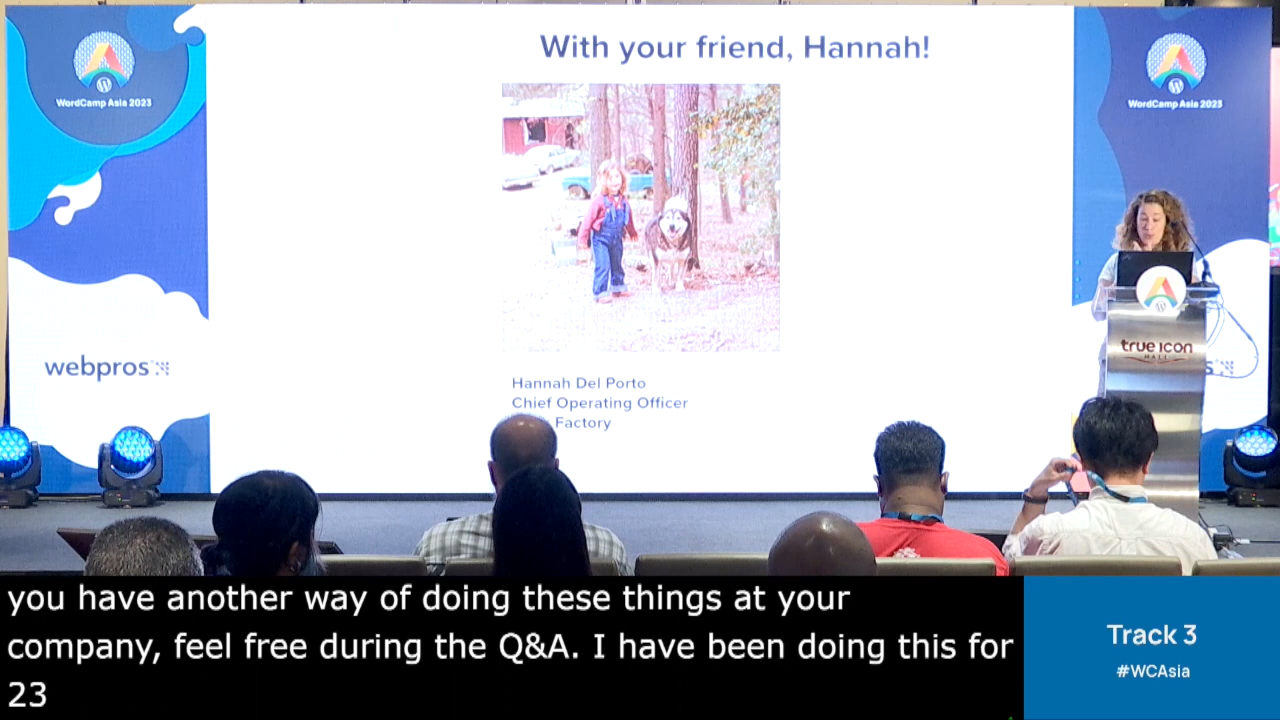 With your friend, Hannah!
WordCamp Asia 2023
WordCamp Asia 2023
webpros
true icon
HALL
Hannah Del Porto
Chief Operating Officer
Factory
you have another way of doing these things at your
company, feel free during the Q&A. I have been doing this for
23
Track 3
#WCAsia